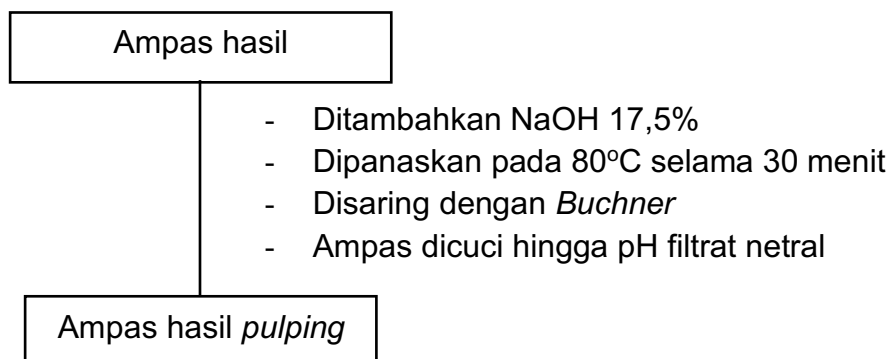 Ampas hasil
- Ditambahkan NaOH 17,5%
- Dipanaskan pada 80°C selama 30 menit
- Disaring dengan Buchner
- Ampas dicuci hingga pH filtrat netral
Ampas hasil pulping